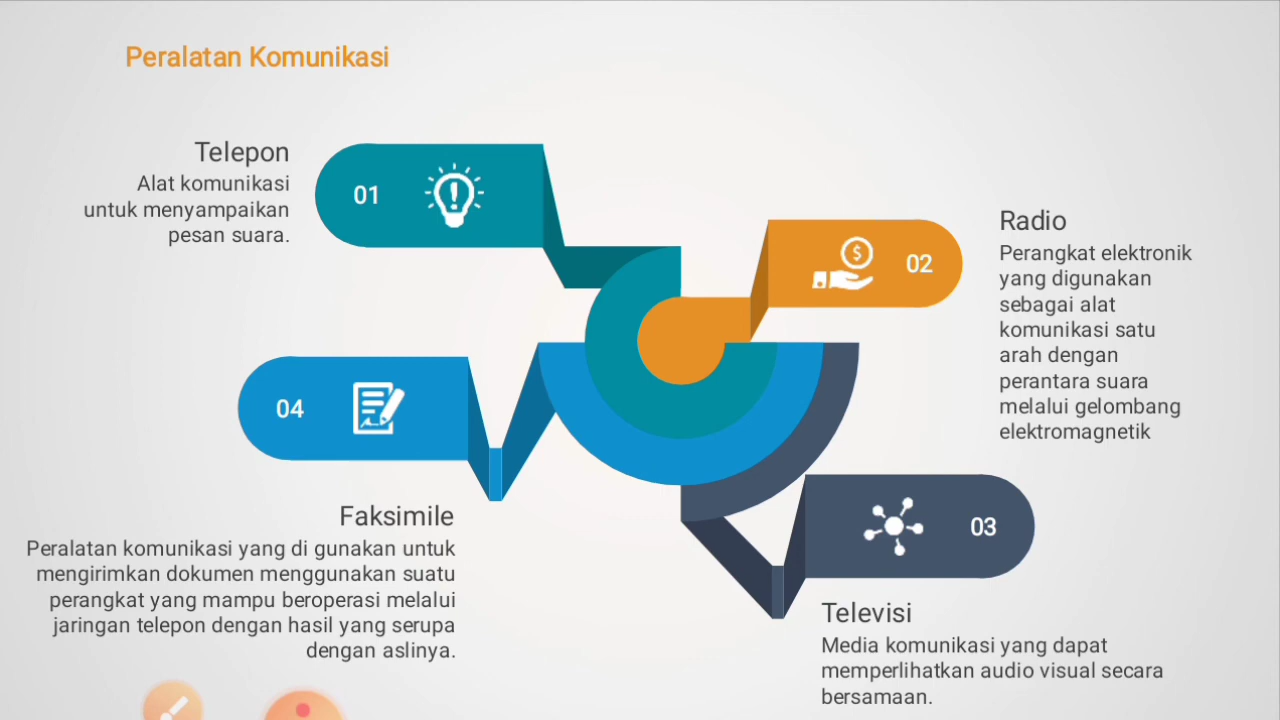 Peralatan Komunikasi
Telepon
Alat komunikasi
untuk menyampaikan
pesan suara.
01
02
Radio
Perangkat elektronik
yang digunakan
sebagai alat
komunikasi satu
arah dengan
perantara suara
melalui gelombang
elektromagnetik
04
Faksimile
Peralatan komunikasi yang di gunakan untuk
mengirimkan dokumen menggunakan suatu
perangkat yang mampu beroperasi melalui
jaringan telepon dengan hasil yang serupa
dengan aslinya.
03
Televisi
Media komunikasi yang dapat
memperlihatkan audio visual secara
bersamaan.